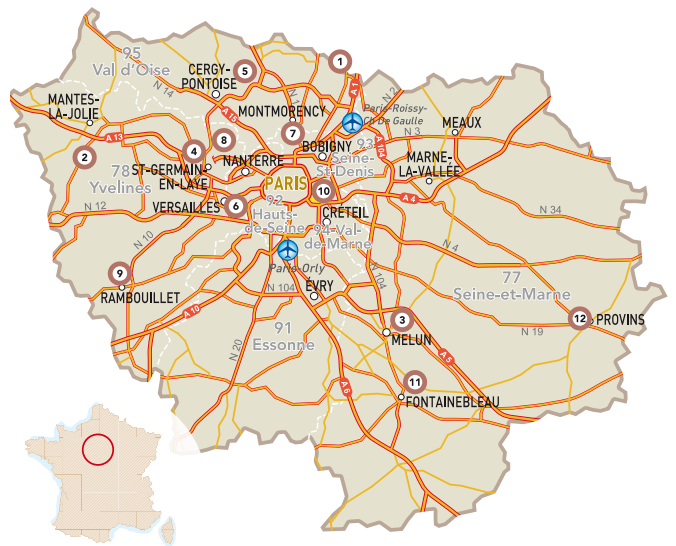 95
Val d'Oise
CERGY-
PONTOISE
5
1
A 1
N 2
N 14
A 15
MANTES-
LA-JOLIE
MONTMORENCY
N 1
Paris-Roissy-
Ch De Gaulle
MEAUX
A 13
8
7
BOBIGNY
N 3
A 104
2
4
93
Seine-
St-Denis
MARNE-
LA-VALLÉE
78
Yvelines
ST-GERMAIN-
EN-LAYE
NANTERRE
PARIS
10
A 4
N 12
VERSAILLES
6
92
Hauts-
de-Seine
CRÉTEIL
N 34
94 Val-
de-Marne
N 10
N 4
Paris-Orly
9
RAMBOUILLET
N 104
ÉVRY
N 104
77
Seine-et-Marne
A 10
91
Essonne
3
MELUN
12
PROVINS
N 19
N 20
A 5
A 6
11
FONTAINEBLEAU